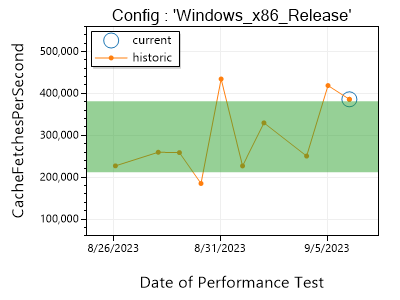 Config : 'Windows_x86_Release'
current
historic
CacheFetchesPerSecond
500,000
400,000
300,000
200,000
100,000
8/26/2023
8/31/2023
9/5/2023
Date of Performance Test